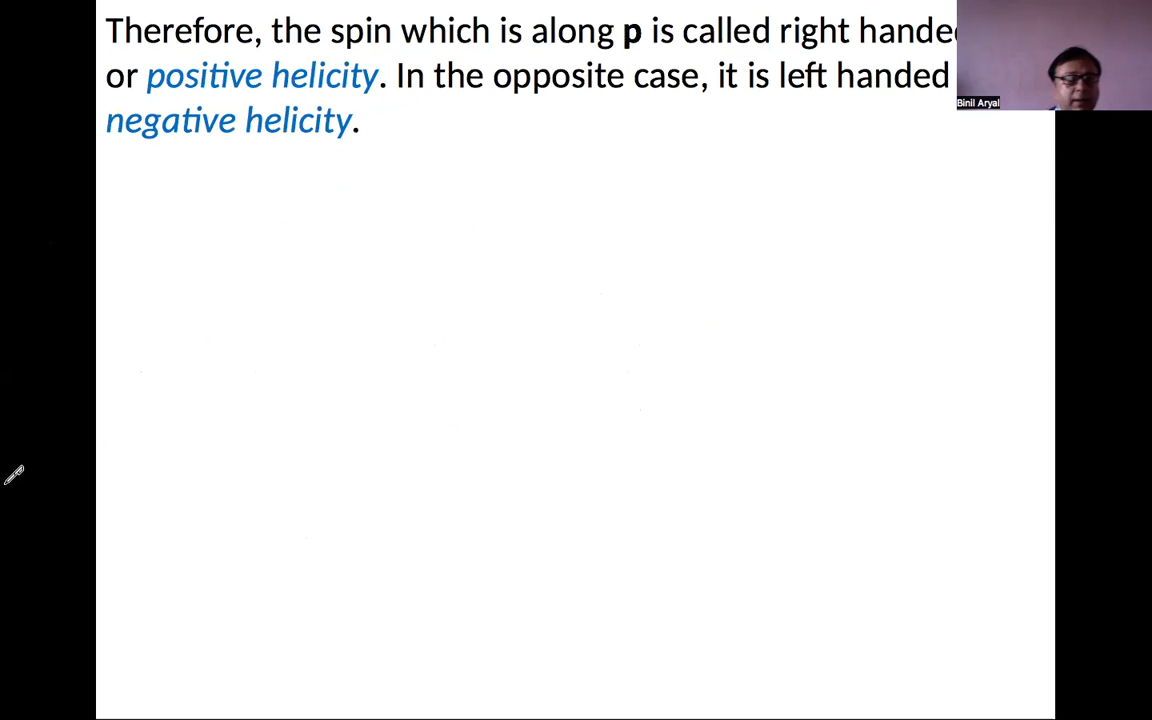 Therefore, the spin which is along p is called right hande
or positive helicity. In the opposite case, it is left handed
negative helicity.
Binil Aryal